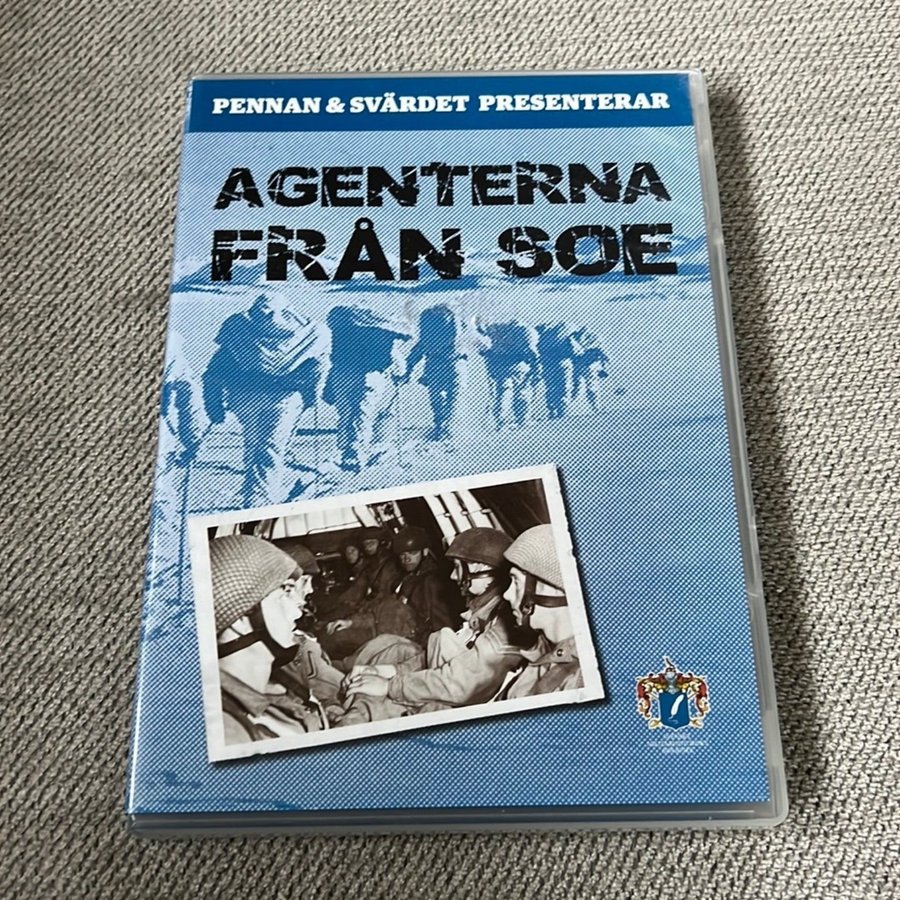 PENNAN & SVÄRDET PRESENTERAR
AGENTERNA
FRÅN SOE